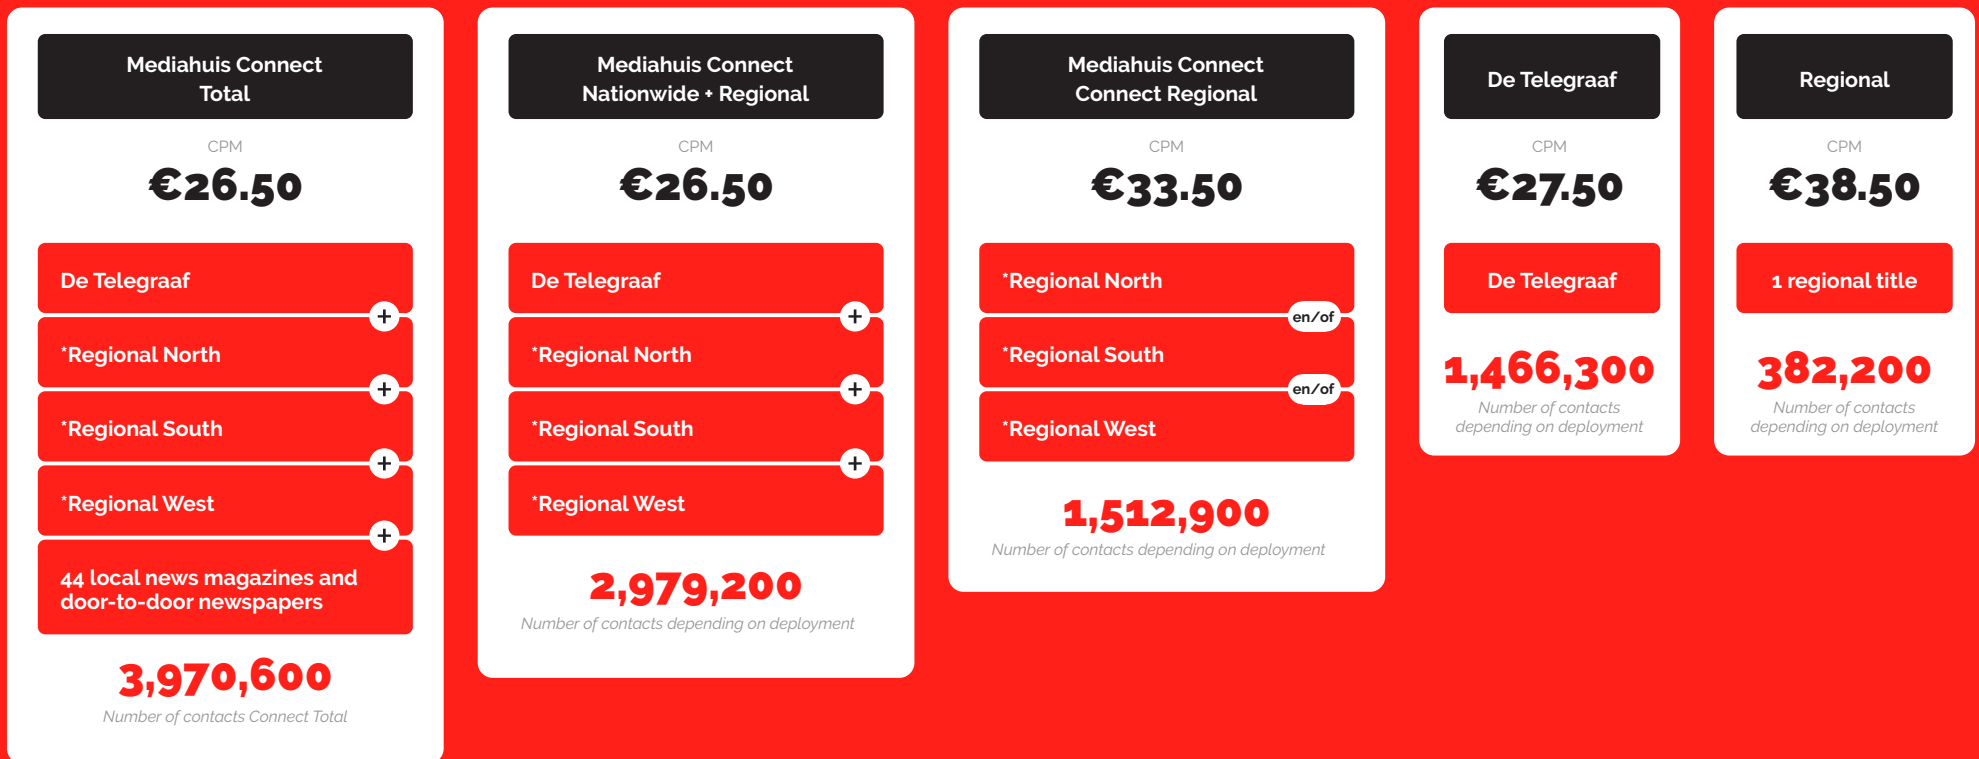 Mediahuis Connect
Total
CPM
€26.50
De Telegraaf
+
*Regional North
+
*Regional South
+
*Regional West
+
44 local news magazines and
door-to-door newspapers
3,970,600
Number of contacts Connect Total
Mediahuis Connect
Nationwide + Regional
CPM
€26.50
De Telegraaf
+
*Regional North
+
*Regional South
+
*Regional West
2,979,200
Number of contacts depending on deployment
Mediahuis Connect
Connect Regional
CPM
€33.50
*Regional North
en/of
*Regional South
en/of
*Regional West
1,512,900
Number of contacts depending on deployment
De Telegraaf
CPM
€27.50
De Telegraaf
1,466,300
Number of contacts
depending on deployment
Regional
CPM
€38.50
1 regional title
382,200
Number of contacts
depending on deployment